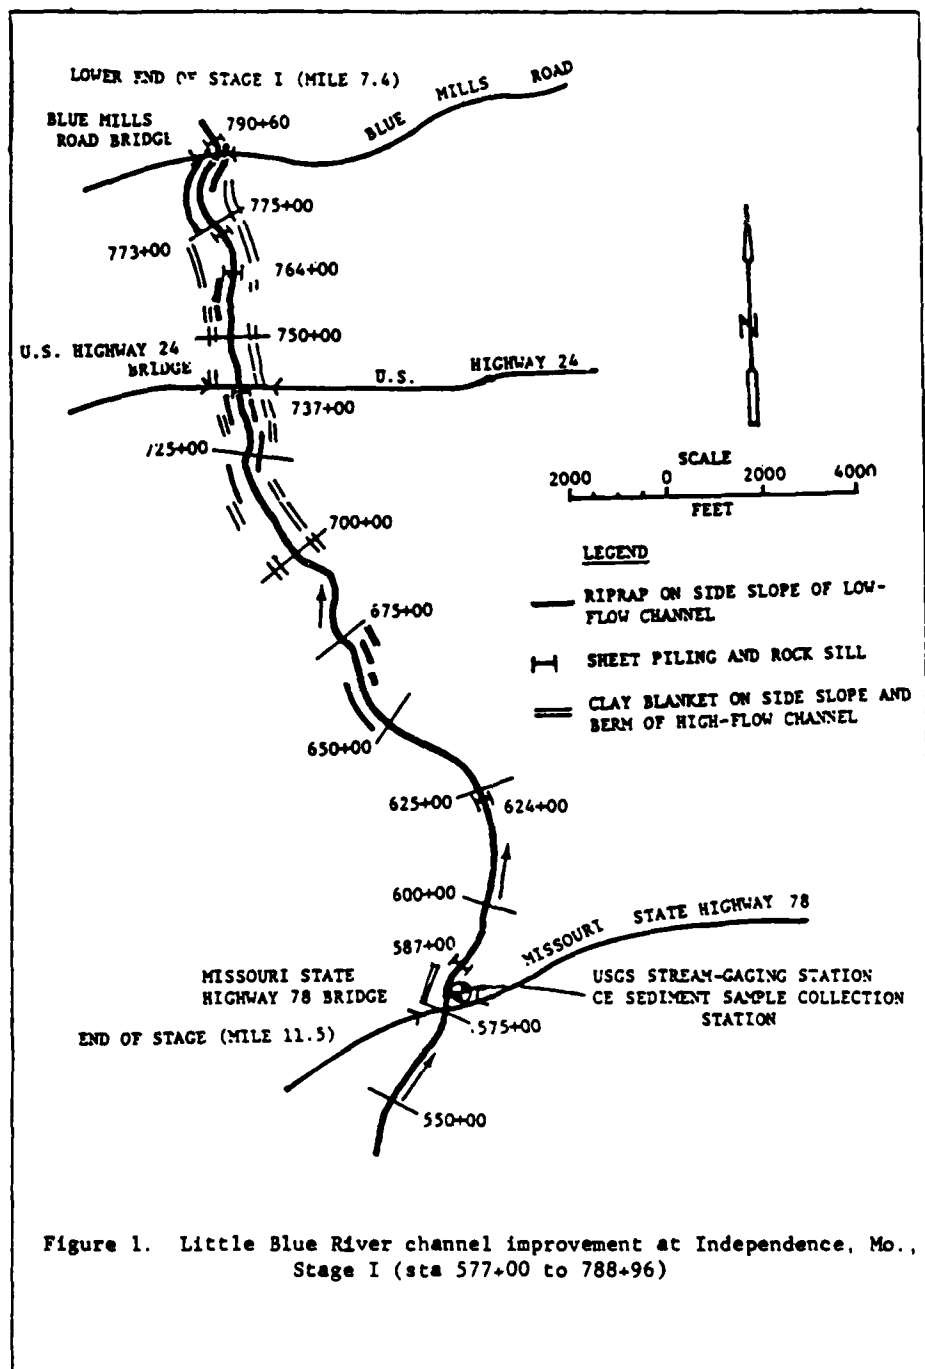 LOWER END OF STAGE I (MILE 7.4)
BLUE MILLS ROAD
BLUE MILLS
ROAD BRIDGE
790+60
775+00
773+00
764+00
750+00
U.S. HIGHWAY 24
BRIDGE
U.S. HIGHWAY 24
737+00
725+00
SCALE
2000 0 2000 4000
FEET
N
700+00
LEGEND
RIPRAP ON SIDE SLOPE OF LOW-
FLOW CHANNEL
675+00
SHEET PILING AND ROCK SILL
CLAY BLANKET ON SIDE SLOPE AND
BERM OF HIGH-FLOW CHANNEL
650+00
625+00
624+00
600+00
MISSOURI STATE HIGHWAY 78
587+00
MISSOURI STATE
HIGHWAY 78 BRIDGE
USGS STREAM-GAGING STATION
CE SEDIMENT SAMPLE COLLECTION
STATION
575+00
END OF STAGE (MILE 11.5)
550+00
Figure 1. Little Blue River channel improvement at Independence, Mo.,
Stage I (sta 577+00 to 788+96)